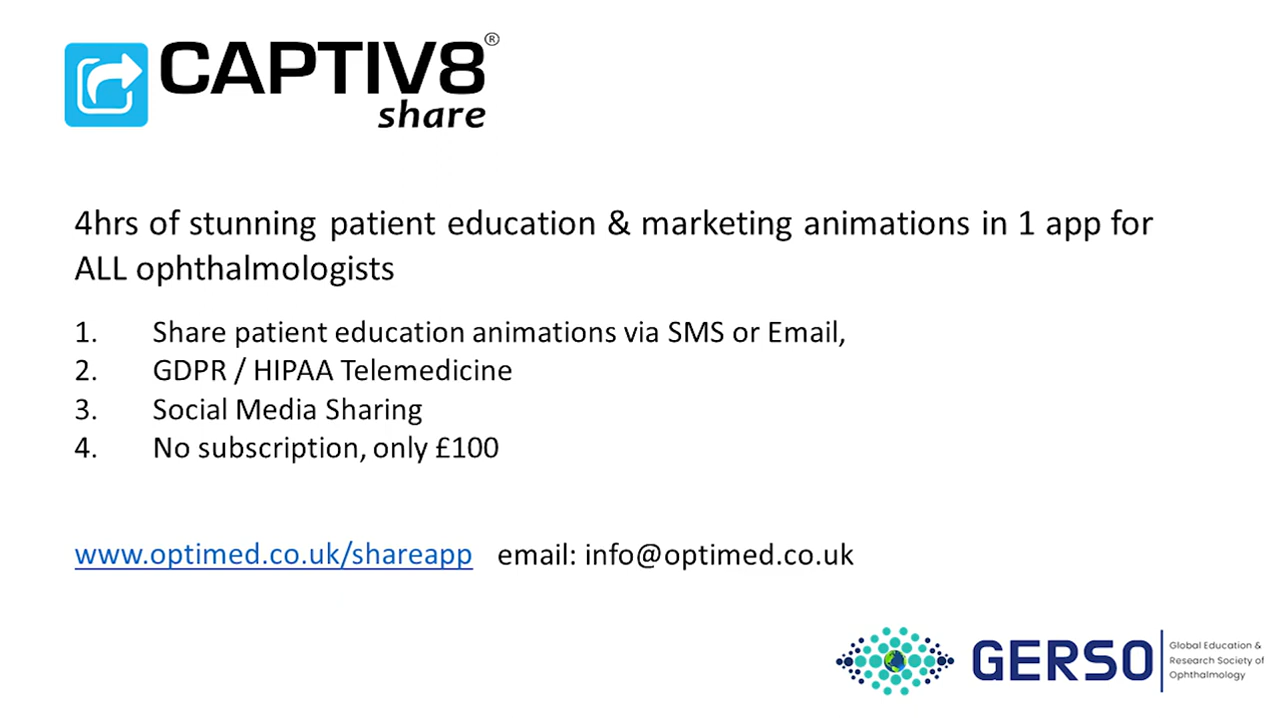 CAPTIV8®
share
4hrs of stunning patient education & marketing animations in 1 app for
ALL ophthalmologists
1. Share patient education animations via SMS or Email,
2. GDPR / HIPAA Telemedicine
3. Social Media Sharing
4. No subscription, only £100
www.optimed.co.uk/shareapp email: info@optimed.co.uk
GERSO
Global Education &
Research Society of
Ophthalmology